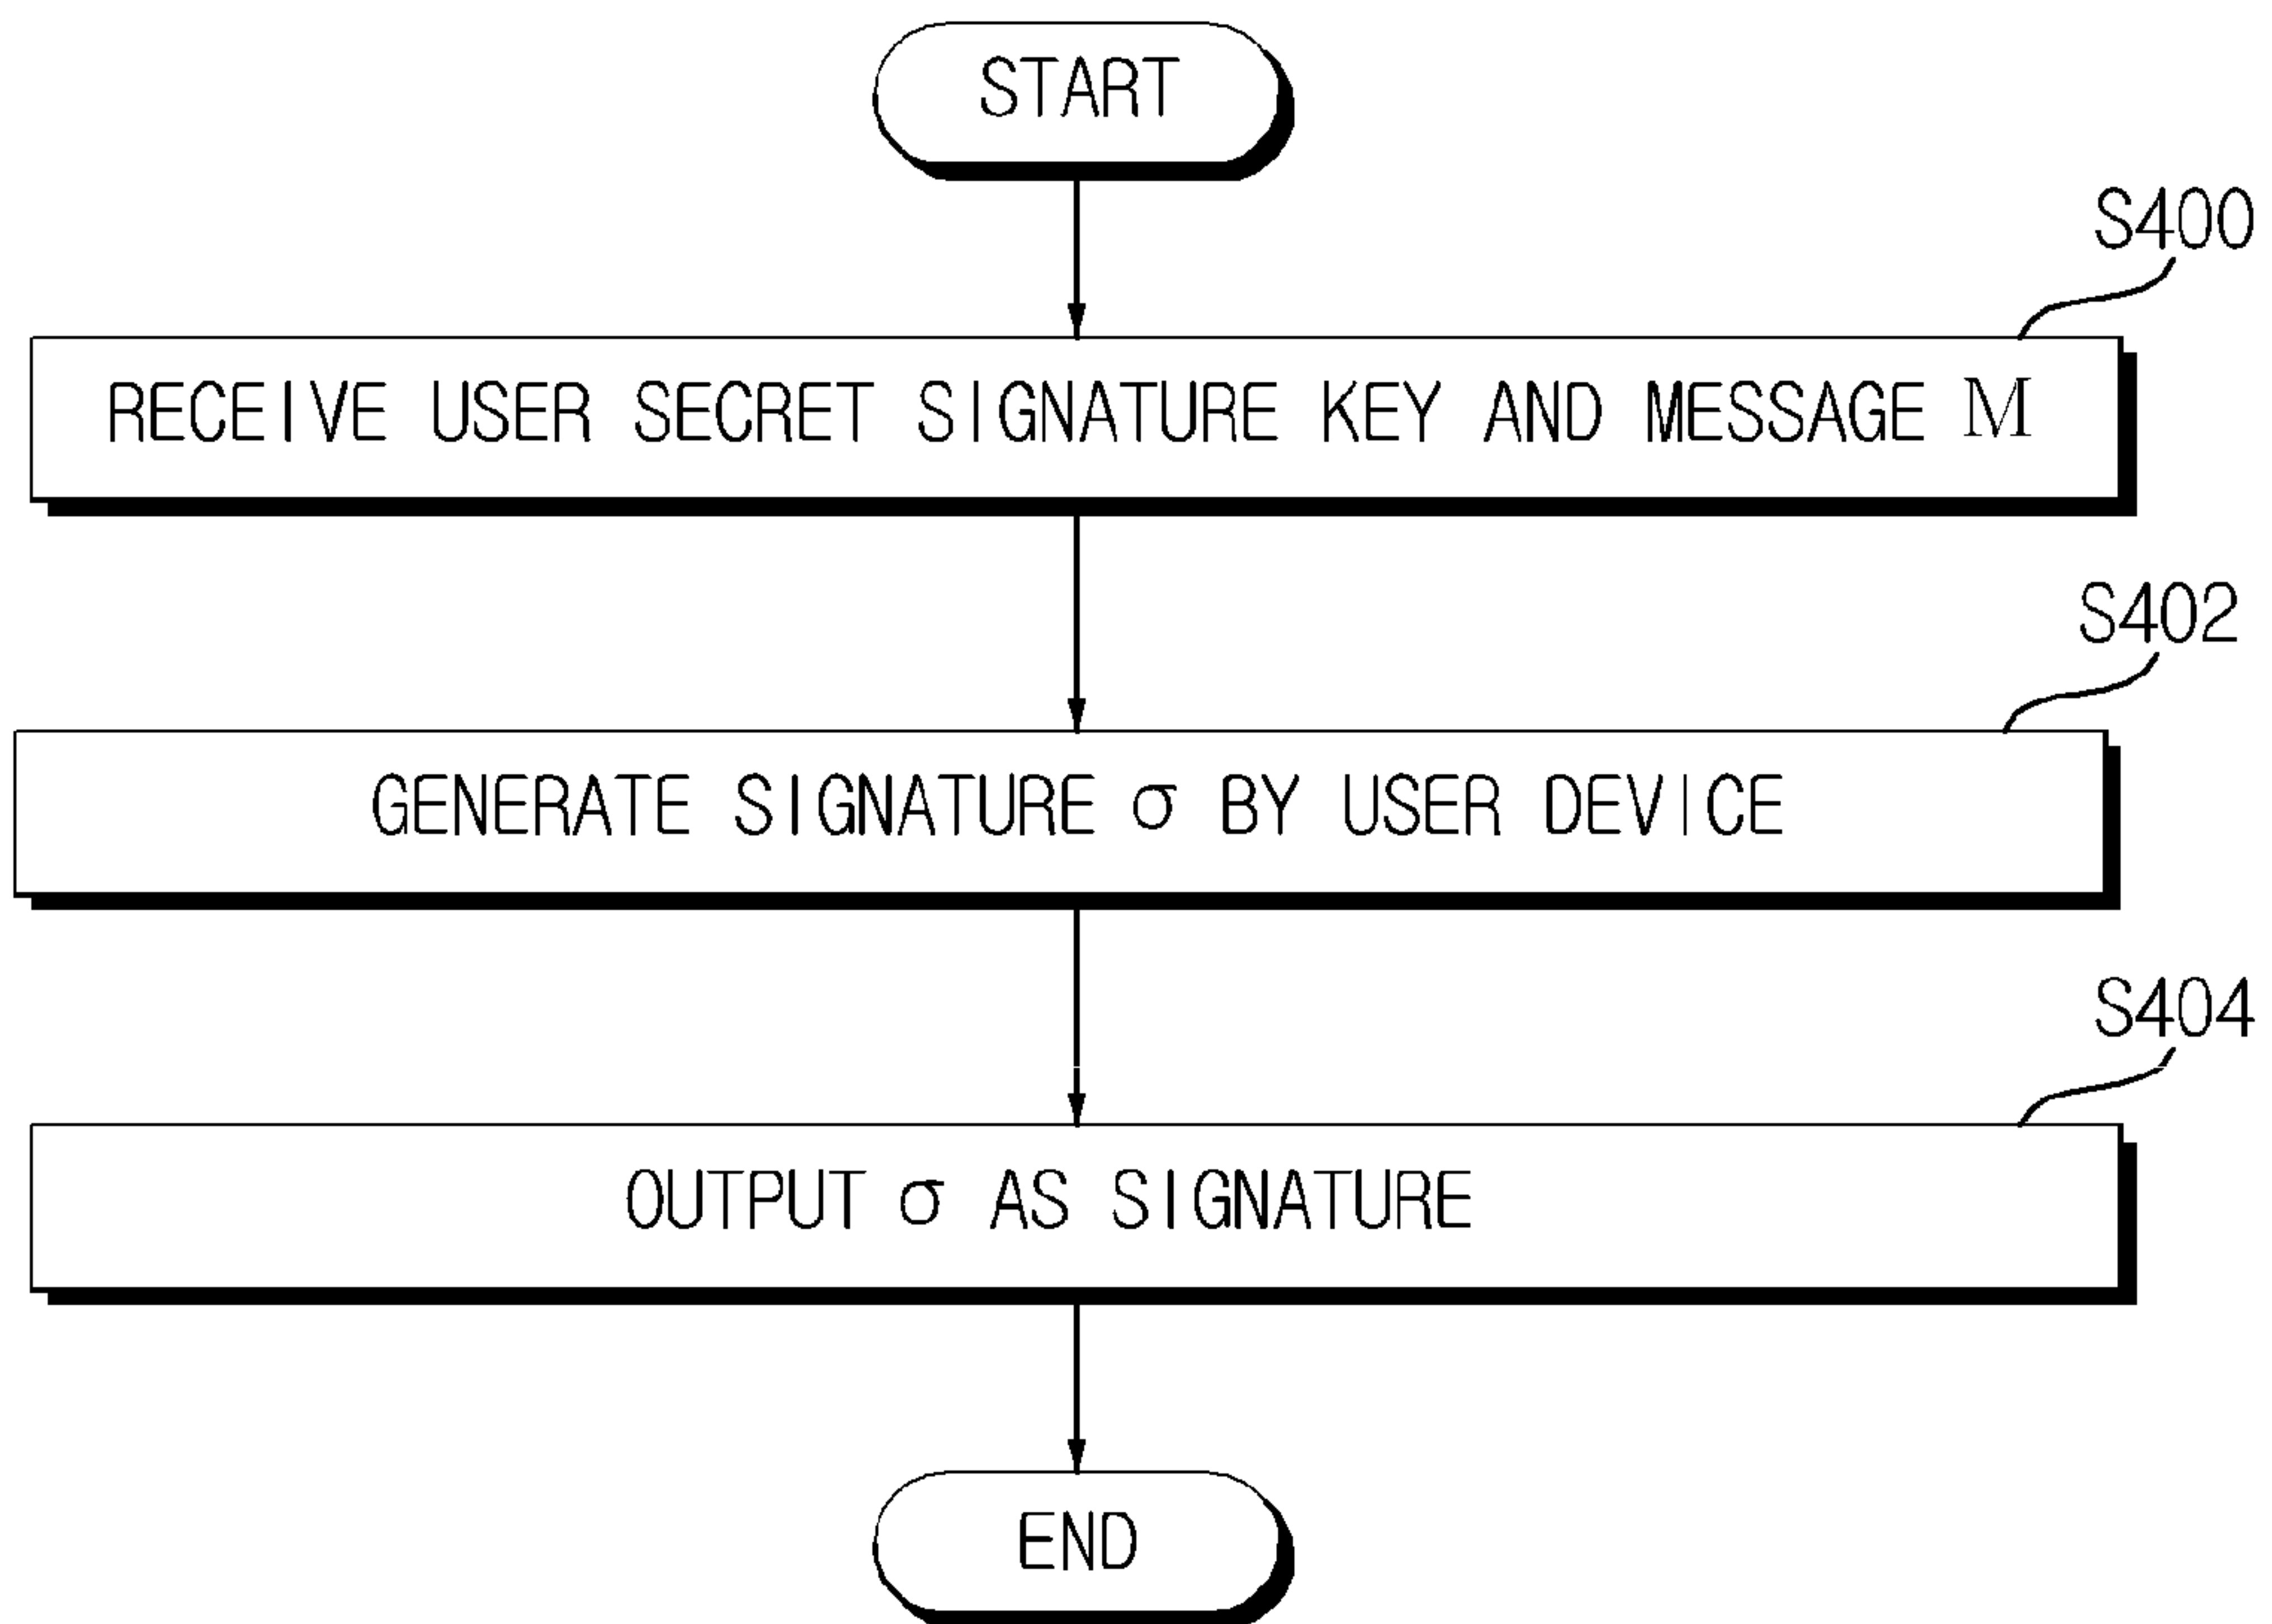 START
S400
RECEIVE USER SECRET SIGNATURE KEY AND MESSAGE M
S402
GENERATE SIGNATURE σ BY USER DEVICE
S404
OUTPUT σ AS SIGNATURE
END